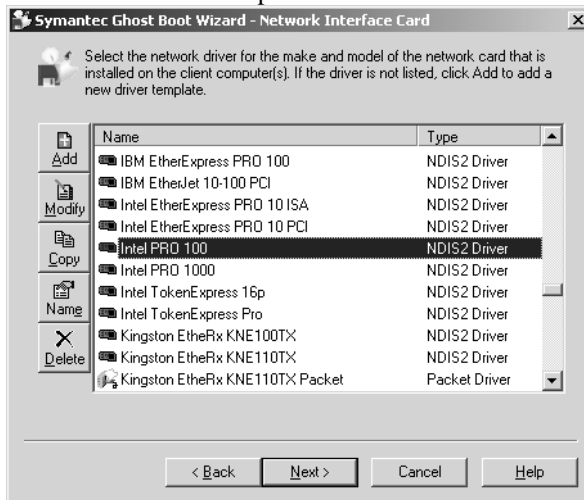 Symantec Ghost Boot Wizard - Network Interface Card
Select the network driver for the make and model of the network card that is
installed on the client computer(s). If the driver is not listed, click Add to add a
new driver template.
Add
Modify
Copy
Name
Delete
Name Type
IBM EtherExpress PRO 100 NDIS2 Driver
IBM EtherJet 10-100 PCI NDIS2 Driver
Intel EtherExpress PRO 10 ISA NDIS2 Driver
Intel EtherExpress PRO 10 PCI NDIS2 Driver
Intel PRO 100 NDIS2 Driver
Intel PRO 1000 NDIS2 Driver
Intel TokenExpress 16p NDIS2 Driver
Intel TokenExpress Pro NDIS2 Driver
Kingston EtheRx KNE100TX NDIS2 Driver
Kingston EtheRx KNE110TX NDIS2 Driver
Kingston EtheRx KNE110TX Packet Packet Driver
< Back Next > Cancel Help